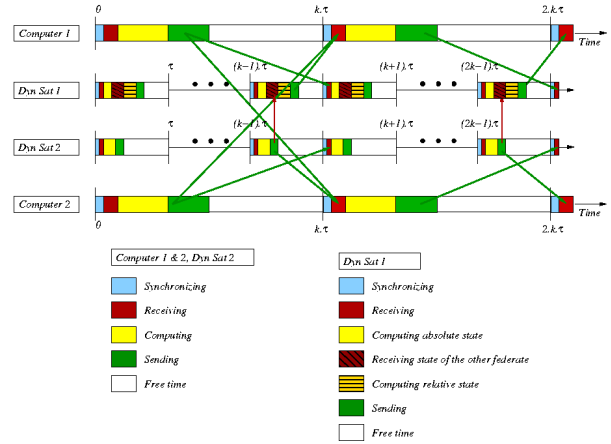 0 k.τ 2.k.τ
Computer 1
Time
τ (k−1).τ (k+1).τ (2k−1).τ
Dyn Sat 1
τ (k−1).τ (k+1).τ (2k−1).τ
Dyn Sat 2
Computer 2
Time
0 k.τ 2.k.τ
Computer 1 & 2, Dyn Sat 2
Synchronizing
Receiving
Computing
Sending
Free time
Dyn Sat 1
Synchronizing
Receiving
Computing absolute state
Receiving state of the other federate
Computing relative state
Sending
Free time